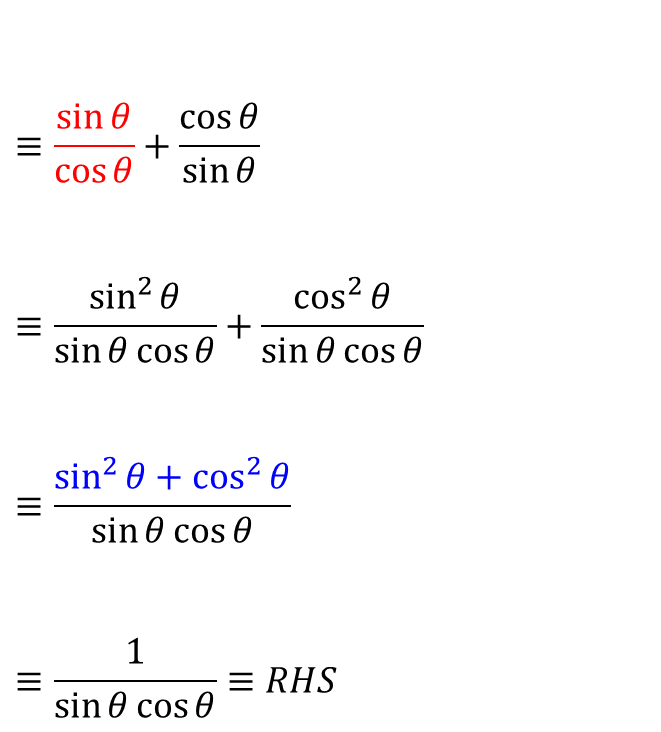 ≡ sin θ / cos θ + cos θ / sin θ
≡ sin² θ / sin θ cos θ + cos² θ / sin θ cos θ
≡ sin² θ + cos² θ / sin θ cos θ
≡ 1 / sin θ cos θ ≡ RHS